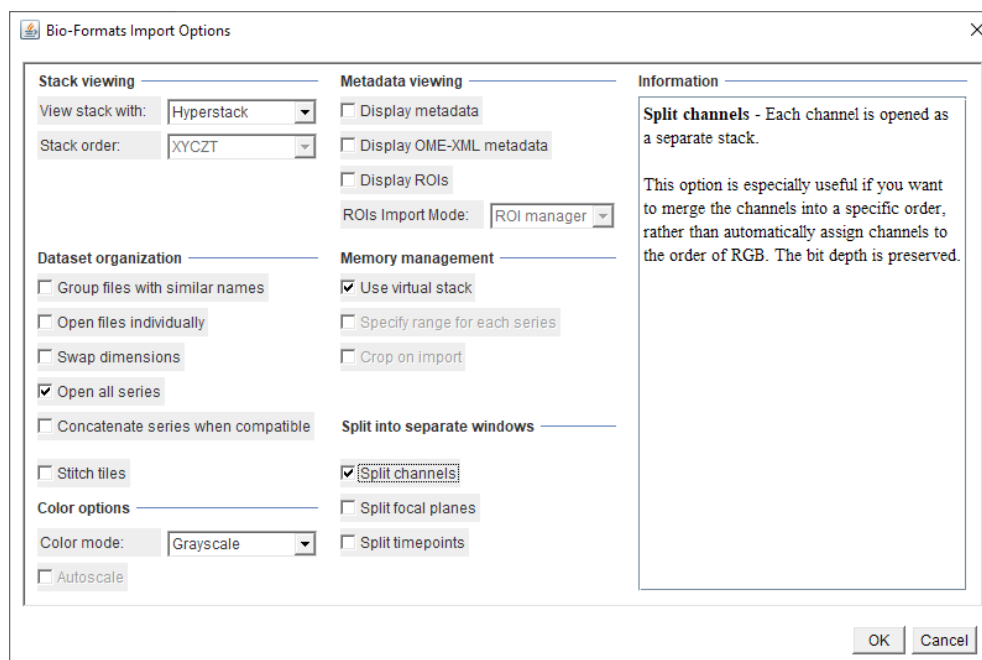 Bio-Formats Import Options
Stack viewing
View stack with: Hyperstack
Stack order: XYCZT
Metadata viewing
Display metadata
Display OME-XML metadata
Display ROIs
ROIs Import Mode: ROI manager
Information
Split channels - Each channel is opened as
a separate stack.
This option is especially useful if you want
to merge the channels into a specific order,
rather than automatically assign channels to
the order of RGB. The bit depth is preserved.
Dataset organization
Group files with similar names
Open files individually
Swap dimensions
Open all series
Concatenate series when compatible
Stitch tiles
Memory management
Use virtual stack
Specify range for each series
Crop on import
Color options
Color mode: Grayscale
Autoscale
Split into separate windows
Split channels
Split focal planes
Split timepoints
OK
Cancel